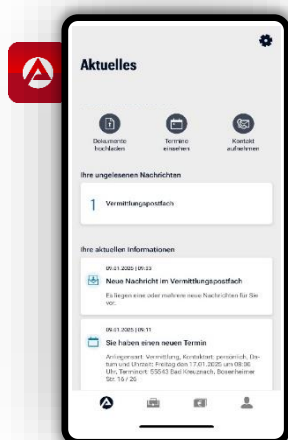 Aktuelles
Dokumente hochladen
Termine einsehen
Kontakt aufnehmen
Ihre ungelesenen Nachrichten
1 Vermittlungspostfach
Ihre aktuellen Informationen
09.01.2025 | 09:33
Neue Nachricht im Vermittlungspostfach
Es liegen eine oder mehrere neue Nachrichten für Sie
vor.
09.01.2025 | 09:11
Sie haben einen neuen Termin
Anliegenart: Vermittlung, Kontaktart: persönlich, Da-
tum und Uhrzeit: Freitag den 17.01.2025 um 08:00
Uhr, Terminort: 55543 Bad Kreuznach, Bosenheimer
Str. 16 / 26